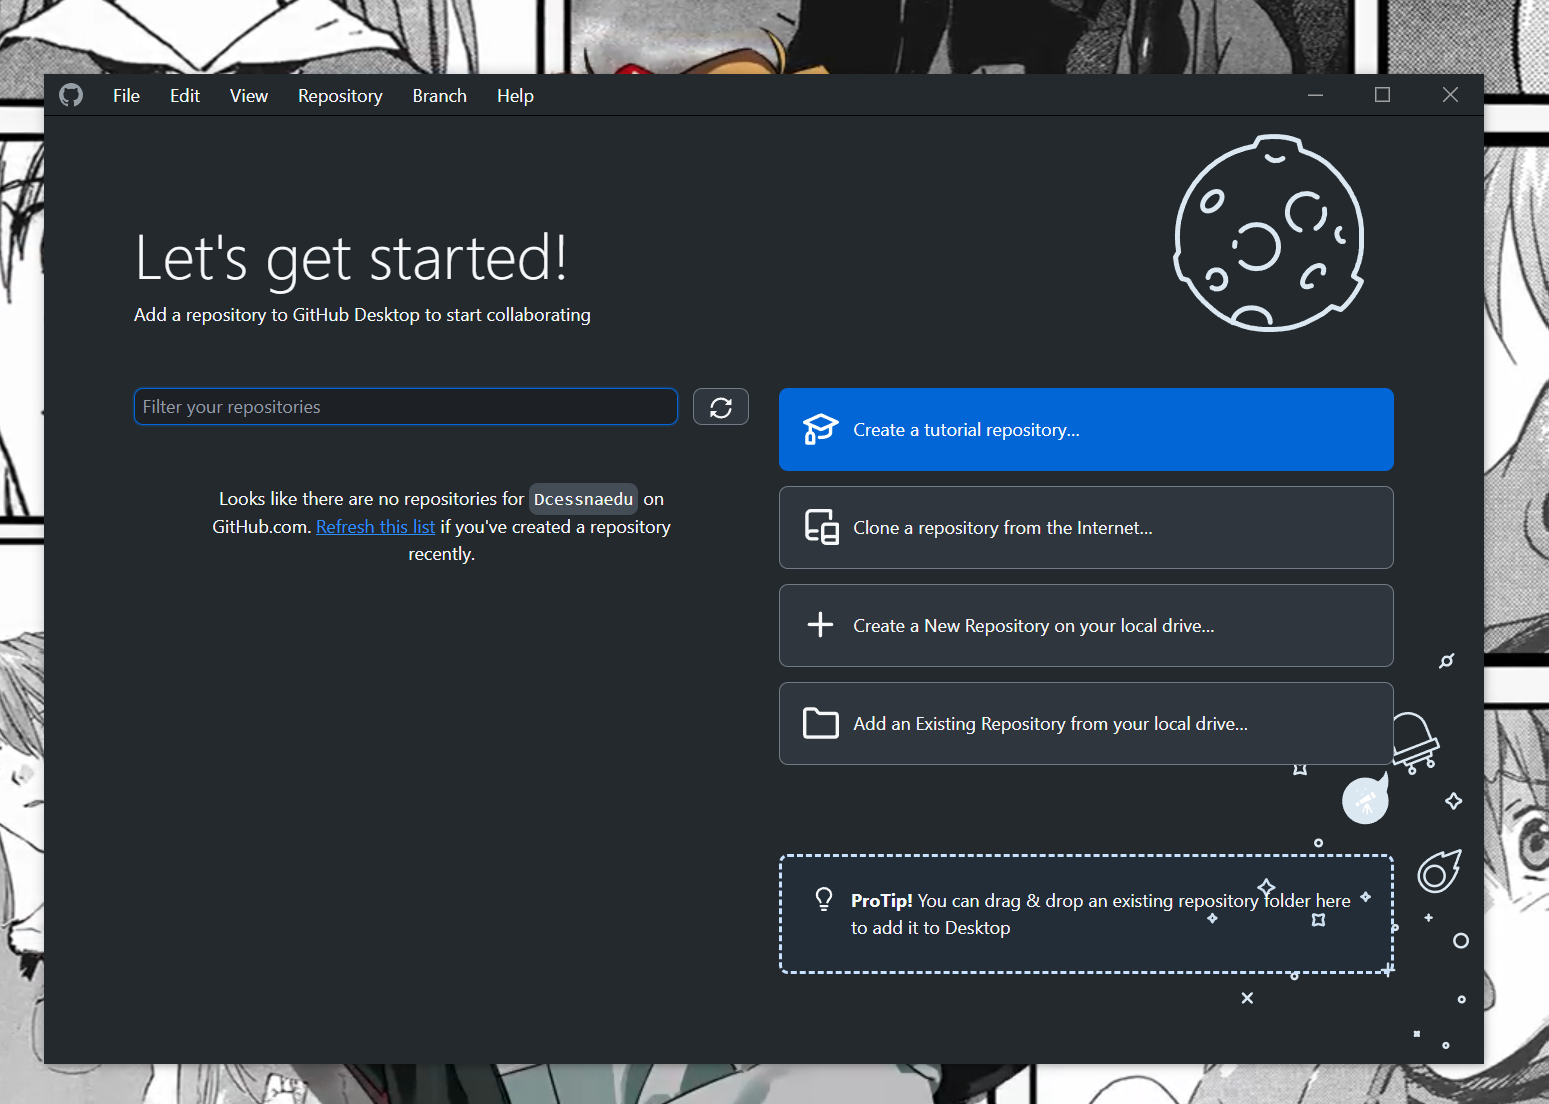 File Edit View Repository Branch Help
Let's get started!
Add a repository to GitHub Desktop to start collaborating
Filter your repositories
Looks like there are no repositories for Dcessnaedu on
GitHub.com. Refresh this list if you've created a repository
recently.
Create a tutorial repository...
Clone a repository from the Internet...
Create a New Repository on your local drive...
Add an Existing Repository from your local drive...
ProTip! You can drag & drop an existing repository folder here
to add it to Desktop